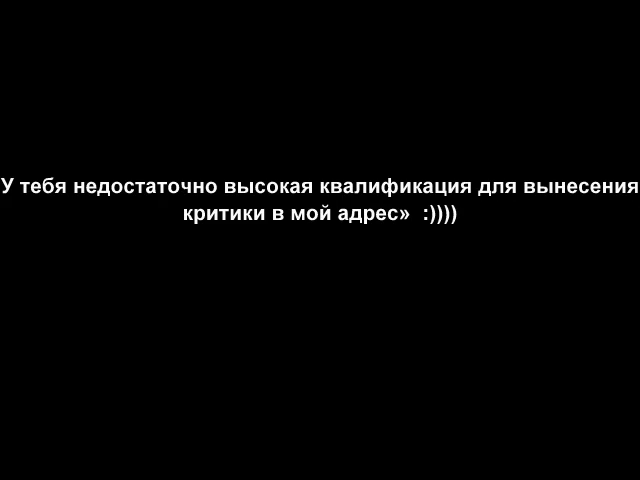 У тебя недостаточно высокая квалификация для вынесения
критики в мой адрес»  :))))